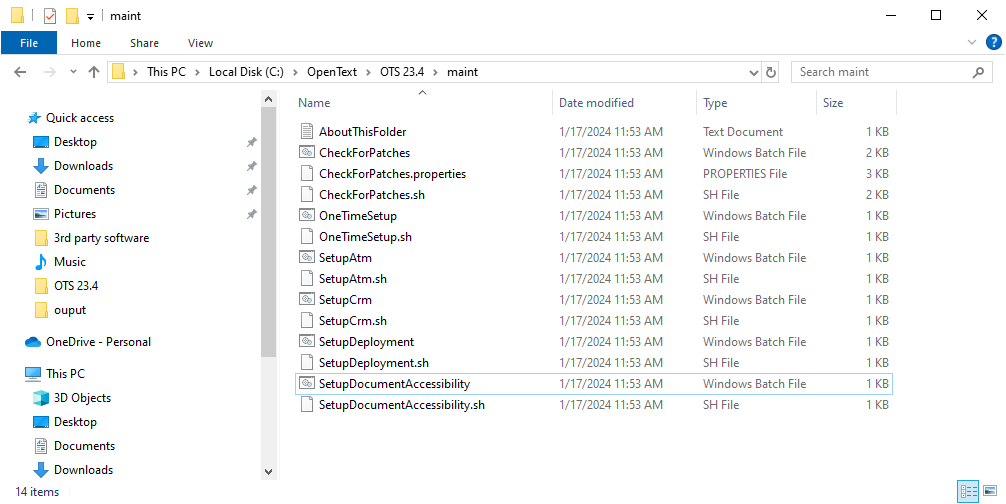 maint
File Home Share View
This PC Local Disk (C:) OpenText OTS 23.4 maint
Search maint
Quick access
Desktop
Downloads
Documents
Pictures
3rd party software
Music
OTS 23.4
ouput
OneDrive - Personal
This PC
3D Objects
Desktop
Documents
Downloads
Name Date modified Type Size
AboutThisFolder 1/17/2024 11:53 AM Text Document 1 KB
CheckForPatches 1/17/2024 11:53 AM Windows Batch File 2 KB
CheckForPatches.properties 1/17/2024 11:53 AM PROPERTIES File 3 KB
CheckForPatches.sh 1/17/2024 11:53 AM SH File 2 KB
OneTimeSetup 1/17/2024 11:53 AM Windows Batch File 1 KB
OneTimeSetup.sh 1/17/2024 11:53 AM SH File 1 KB
SetupAtm 1/17/2024 11:53 AM Windows Batch File 1 KB
SetupAtm.sh 1/17/2024 11:53 AM SH File 1 KB
SetupCrm 1/17/2024 11:53 AM Windows Batch File 1 KB
SetupCrm.sh 1/17/2024 11:53 AM SH File 1 KB
SetupDeployment 1/17/2024 11:53 AM Windows Batch File 1 KB
SetupDeployment.sh 1/17/2024 11:53 AM SH File 1 KB
SetupDocumentAccessibility 1/17/2024 11:53 AM Windows Batch File 1 KB
SetupDocumentAccessibility.sh 1/17/2024 11:53 AM SH File 1 KB
14 items